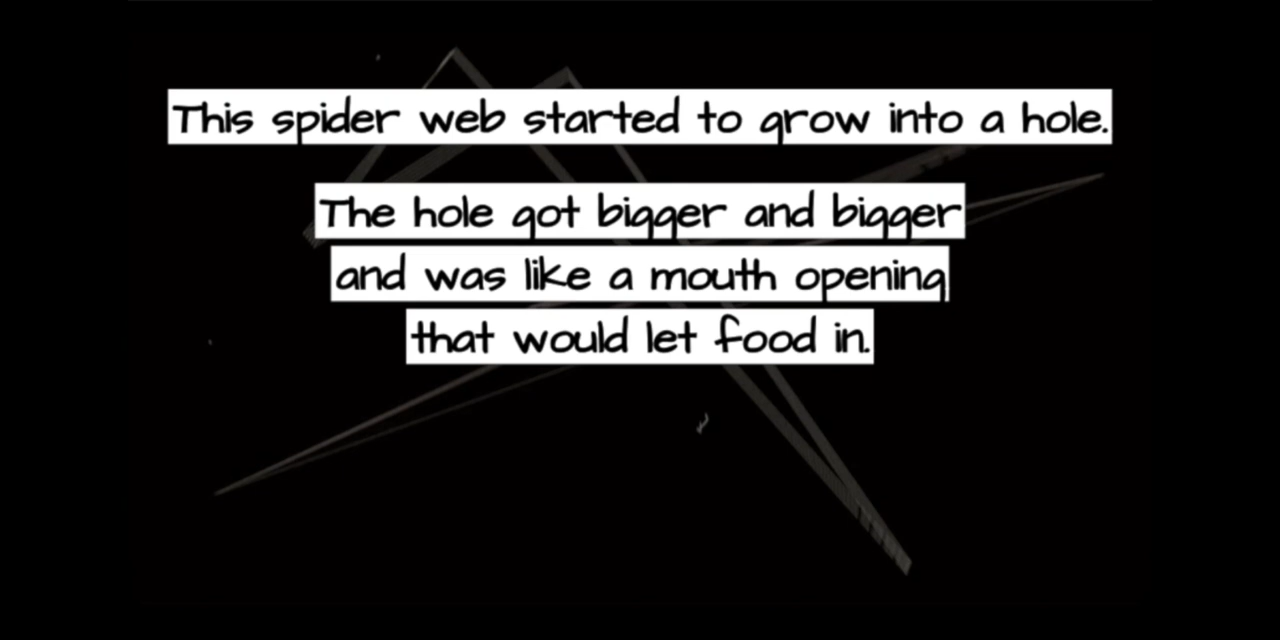 This spider web started to grow into a hole.
The hole got bigger and bigger
and was like a mouth opening
that would let food in.